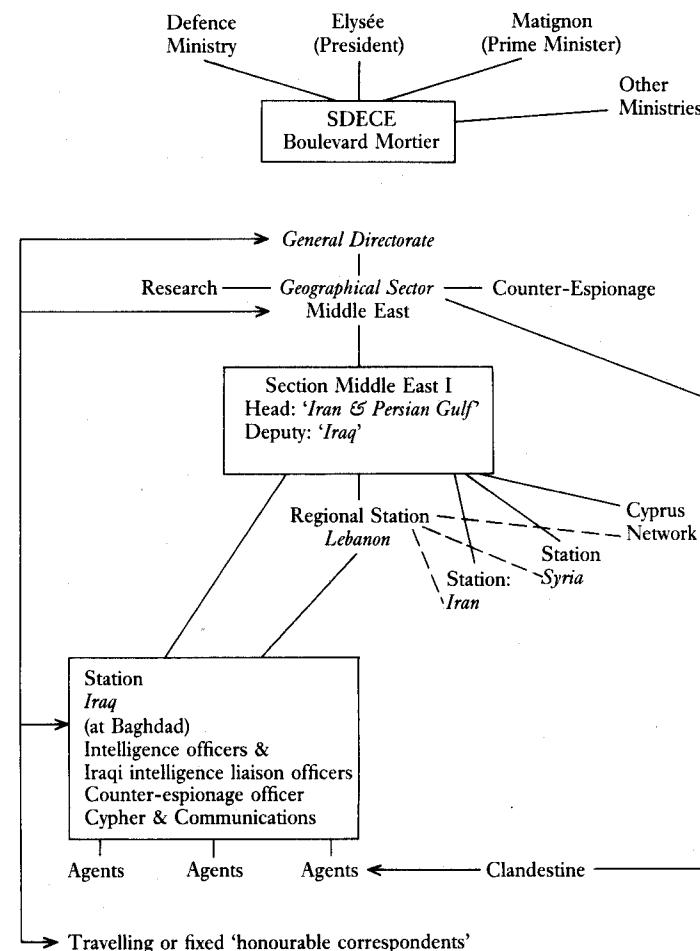 Defence
Ministry
Elysée
(President)
Matignon
(Prime Minister)
Other
Ministries
SDECE
Boulevard Mortier
General Directorate
Research
Geographical Sector
Counter-Espionage
Middle East
Section Middle East I
Head: ‘Iran & Persian Gulf’
Deputy: ‘Iraq’
Regional Station
Lebanon
Cyprus
Network
Station
Syria
Station:
Iran
Station
Iraq
(at Baghdad)
Intelligence officers &
Iraqi intelligence liaison officers
Counter-espionage officer
Cypher & Communications
Agents
Agents
Agents
Clandestine
Travelling or fixed ‘honourable correspondents’